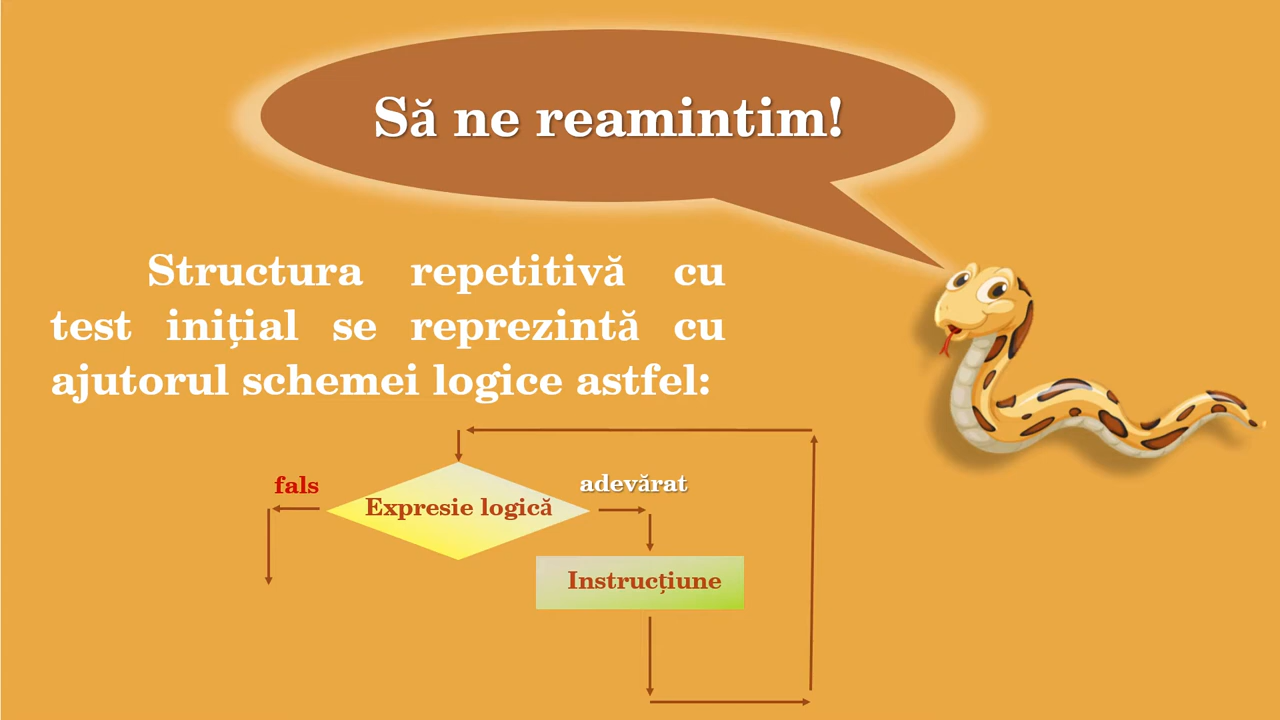 Să ne reamintim!
Structura repetitivă cu
test inițial se reprezintă cu
ajutorul schemei logice astfel:
fals
Expresie logică
adevărat
Instrucțiune